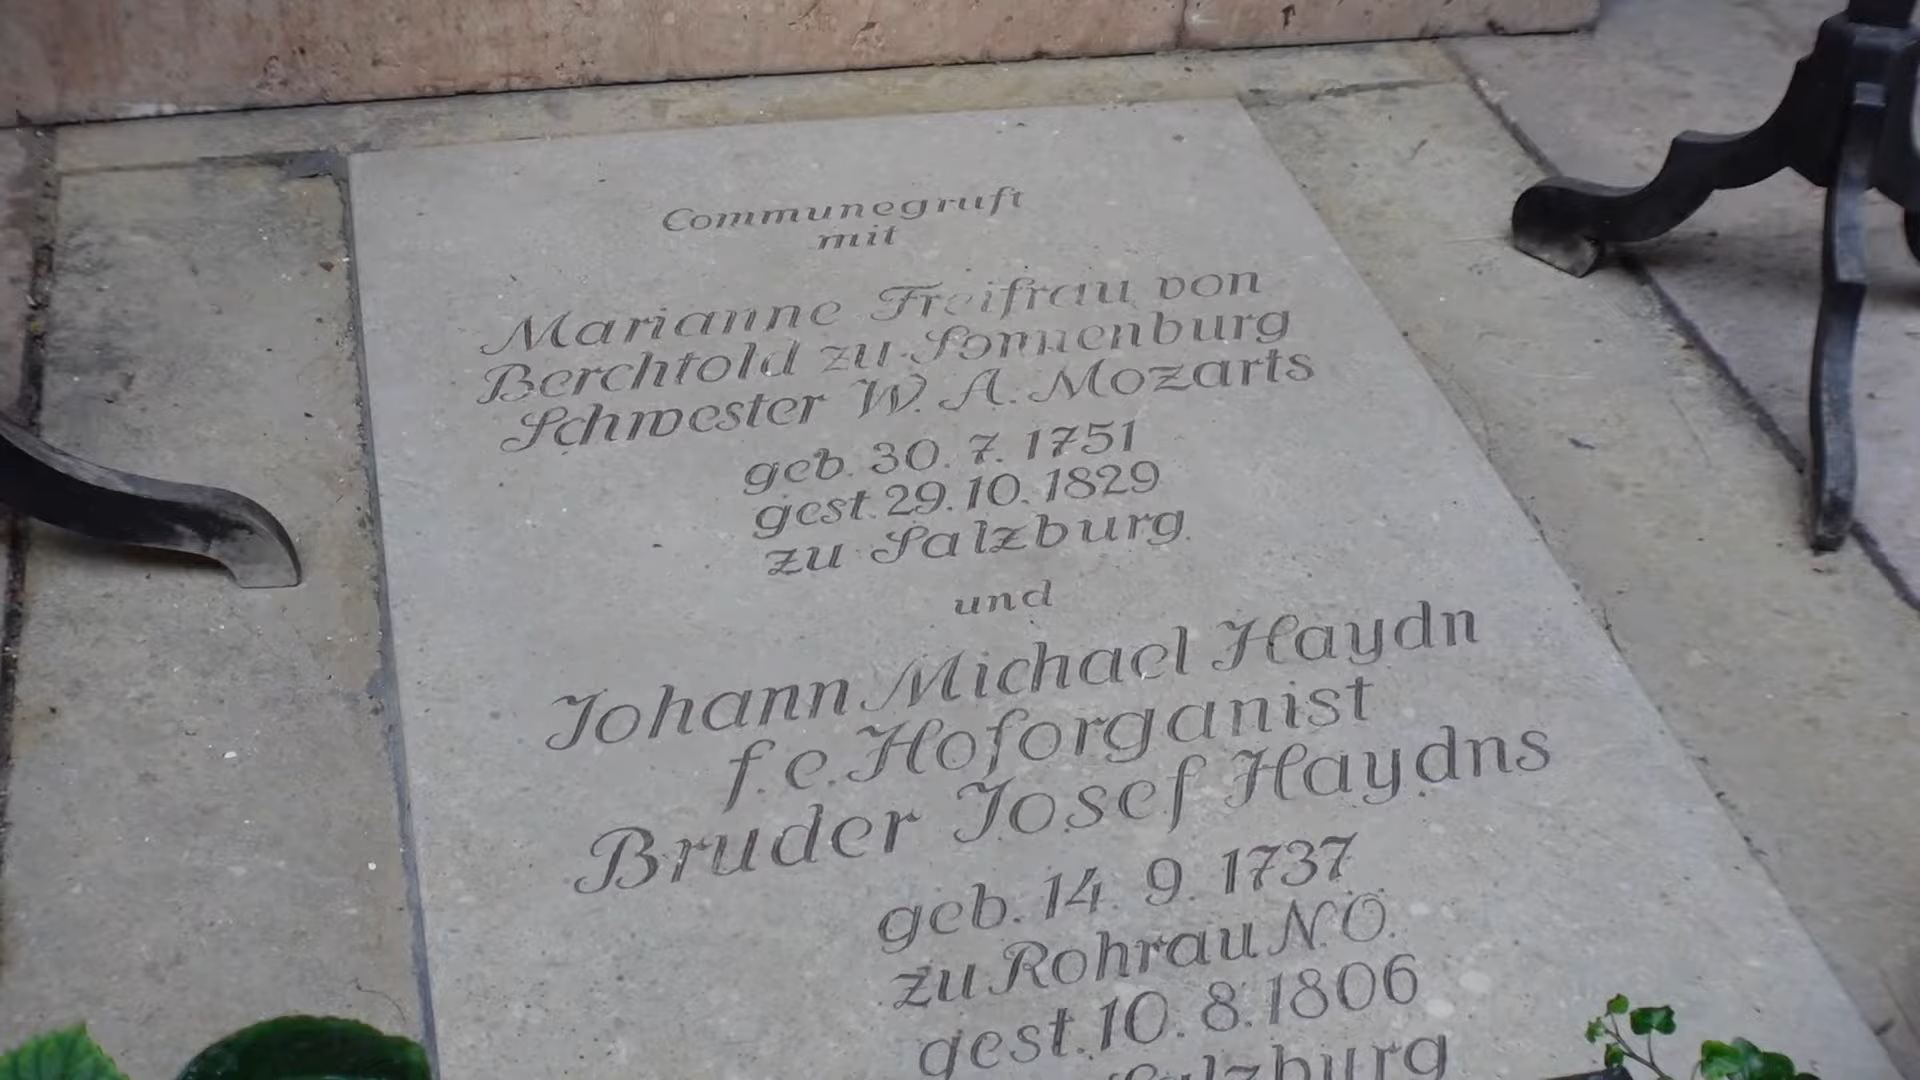 Communegruft
mit
Marianne Freifrau von
Berchtold zu Sonnenburg
Schwester W. A. Mozarts
geb. 30. 7. 1751
gest. 29. 10. 1829
zu Salzburg.
und
Johann Michael Haydn
f. e. Hoforganist
Bruder Josef Haydns
geb. 14. 9. 1737
zu Rohrau N.Ö.
gest. 10. 8. 1806
Salzburg